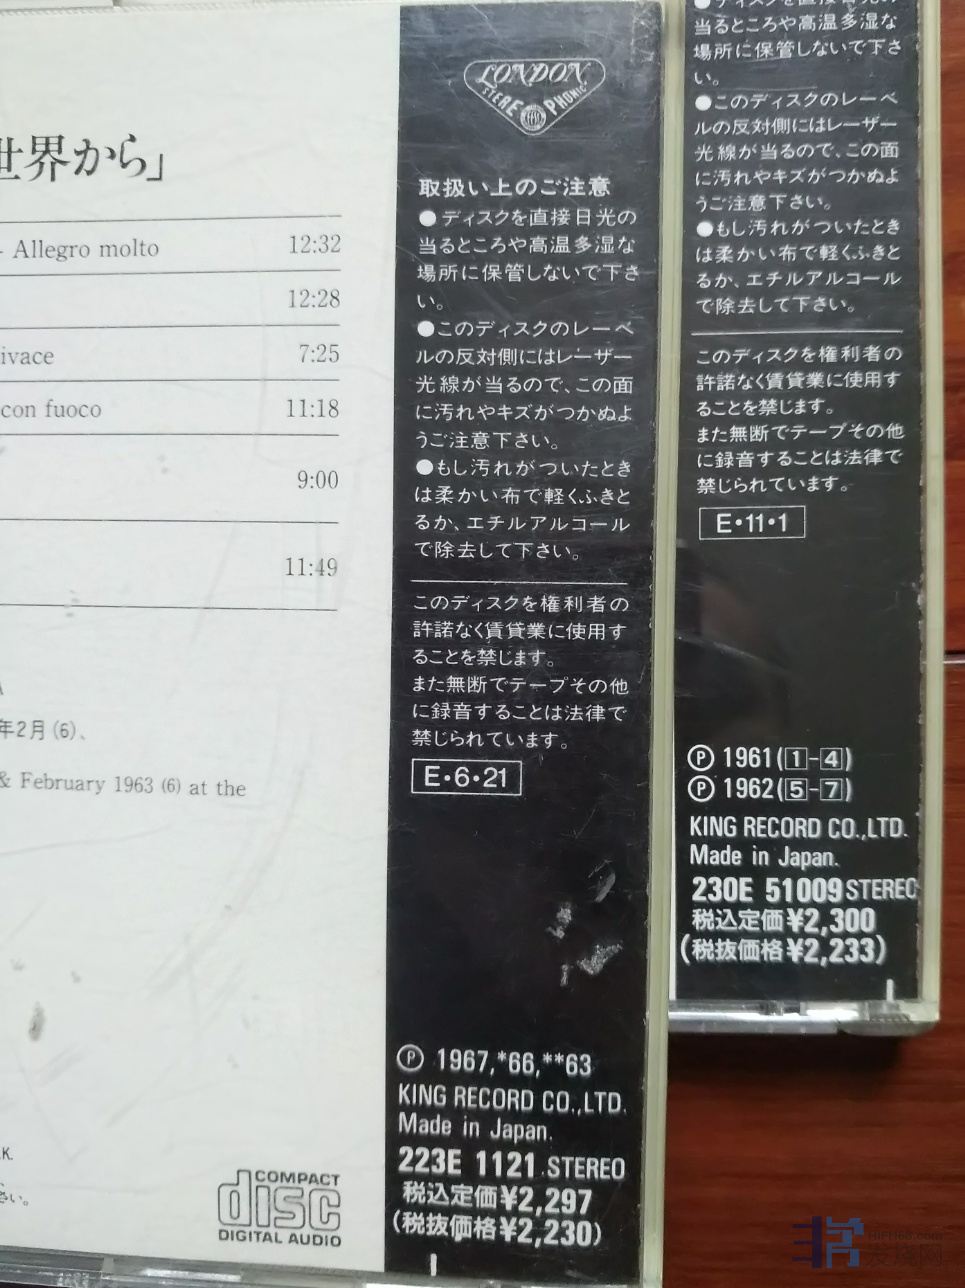 世界から」
- Allegro molto 12:32
12:28
ivace 7:25
con fuoco 11:18
9:00
11:49
年2月(6)、
& February 1963 (6) at the
K.
さい。
COMPACT
disc
DIGITAL AUDIO
LONDON
STEREOPHONIC
ffss
取扱い上のご注意
●ディスクを直接日光の
当るところや高温多湿な
場所に保管しないで下さ
い。
●このディスクのレーベ
ルの反対側にはレーザー
光線が当るので、この面
に汚れやキズがつかぬよ
うご注意下さい。
●もし汚れがついたとき
は柔かい布で軽くふきと
るか、エチルアルコール
で除去して下さい。
このディスクを権利者の
許諾なく賃貸業に使用す
ることを禁じます。
また無断でテープその他
に録音することは法律で
禁じられています。
E・6・21
Ⓟ 1967,*66,**63
KING RECORD CO.,LTD.
Made in Japan.
223E 1121 STEREO
税込定価¥2,297
(税抜価格¥2,230)
●ディスクを直接日光の
当るところや高温多湿な
場所に保管しないで下さ
い。
●このディスクのレーベ
ルの反対側にはレーザー
光線が当るので、この面
に汚れやキズがつかぬよ
うご注意下さい。
●もし汚れがついたとき
は柔かい布で軽くふきと
るか、エチルアルコール
で除去して下さい。
このディスクを権利者の
許諾なく賃貸業に使用す
ることを禁じます。
また無断でテープその他
に録音することは法律で
禁じられています。
E・11・1
Ⓟ 1961(1-4)
Ⓟ 1962(5-7)
KING RECORD CO.,LTD.
Made in Japan.
230E 51009 STEREO
税込定価¥2,300
(税抜価格¥2,233)
HIFI168.com
发烧网